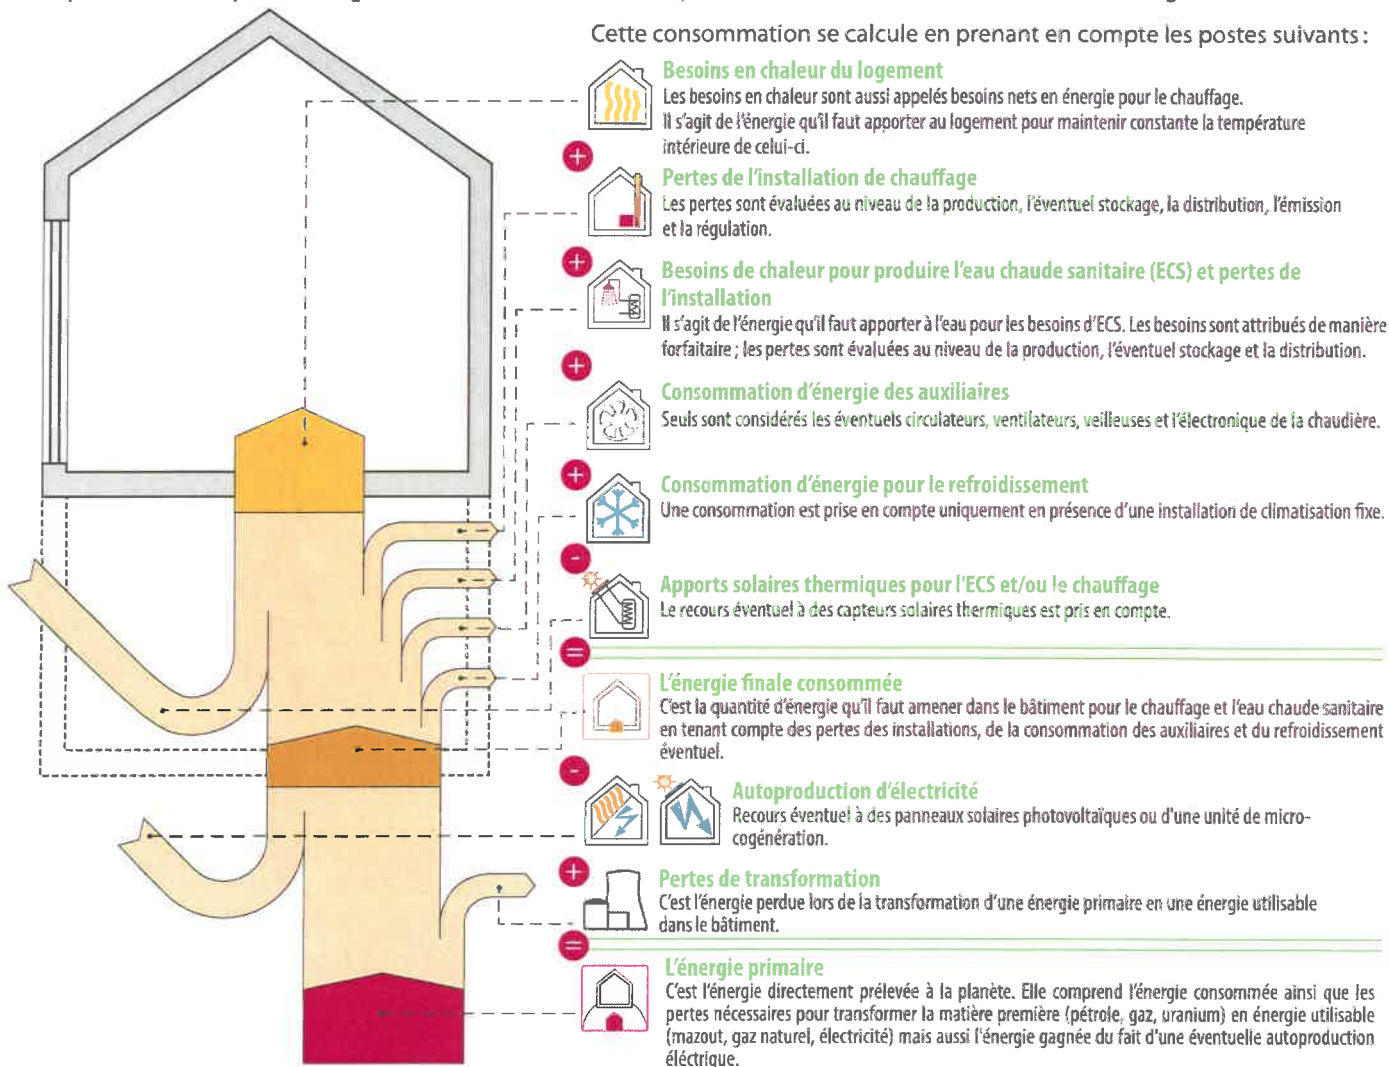 Cette consommation se calcule en prenant en compte les postes suivants :
Besoins en chaleur du logement
Les besoins en chaleur sont aussi appelés besoins nets en énergie pour le chauffage.
Il s'agit de l'énergie qu'il faut apporter au logement pour maintenir constante la température
intérieure de celui-ci.
+
Pertes de l'installation de chauffage
Les pertes sont évaluées au niveau de la production, l'éventuel stockage, la distribution, l'émission
et la régulation.
+
Besoins de chaleur pour produire l'eau chaude sanitaire (ECS) et pertes de
l'installation
Il s'agit de l'énergie qu'il faut apporter à l'eau pour les besoins d'ECS. Les besoins sont attribués de manière
forfaitaire ; les pertes sont évaluées au niveau de la production, l'éventuel stockage et la distribution.
+
Consommation d'énergie des auxiliaires
Seuls sont considérés les éventuels circulateurs, ventilateurs, veilleuses et l'électronique de la chaudière.
+
Consommation d'énergie pour le refroidissement
Une consommation est prise en compte uniquement en présence d'une installation de climatisation fixe.
-
Apports solaires thermiques pour l'ECS et/ou le chauffage
Le recours éventuel à des capteurs solaires thermiques est pris en compte.
=
L'énergie finale consommée
C'est la quantité d'énergie qu'il faut amener dans le bâtiment pour le chauffage et l'eau chaude sanitaire
en tenant compte des pertes des installations, de la consommation des auxiliaires et du refroidissement
éventuel.
-
Autoproduction d'électricité
Recours éventuel à des panneaux solaires photovoltaïques ou d'une unité de micro-
cogénération.
+
Pertes de transformation
C'est l'énergie perdue lors de la transformation d'une énergie primaire en une énergie utilisable
dans le bâtiment.
=
L'énergie primaire
C'est l'énergie directement prélevée à la planète. Elle comprend l'énergie consommée ainsi que les
pertes nécessaires pour transformer la matière première (pétrole, gaz, uranium) en énergie utilisable
(mazout, gaz naturel, électricité) mais aussi l'énergie gagnée du fait d'une éventuelle autoproduction
éléctrique.